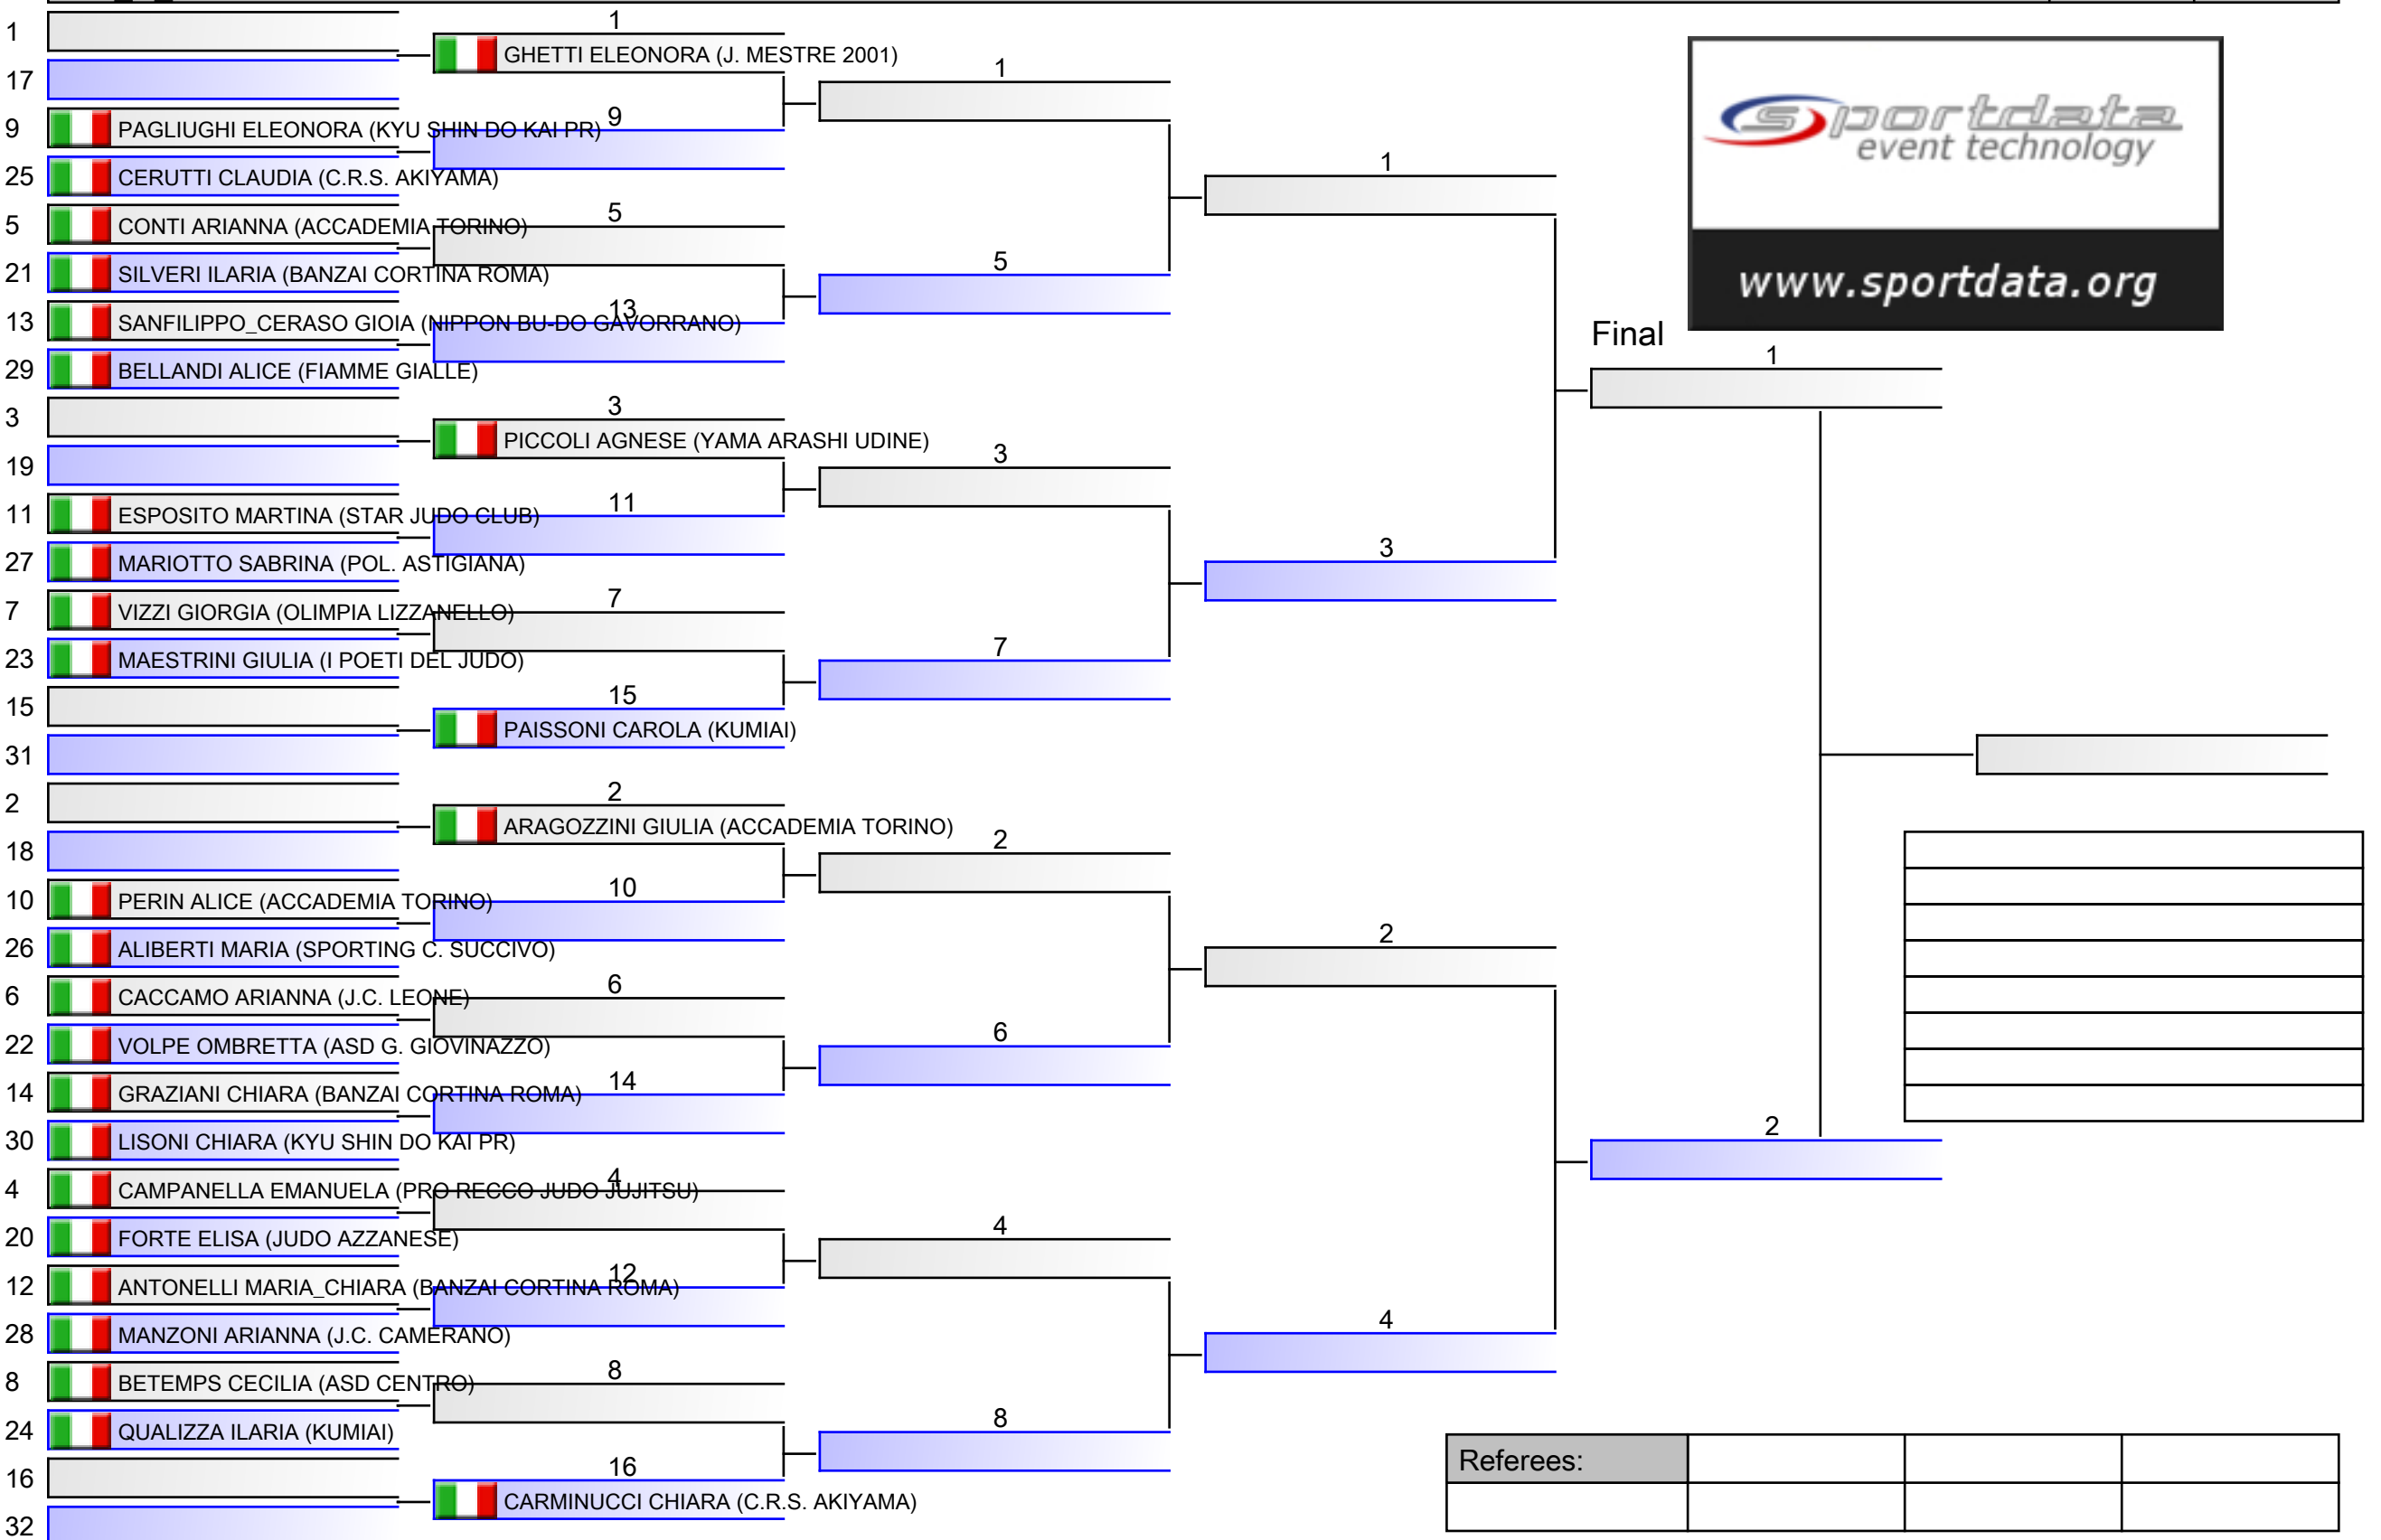 1
17
9 PAGLIUGHI ELEONORA (KYU SHIN DO KAI PR)
25 CERUTTI CLAUDIA (C.R.S. AKIYAMA)
5 CONTI ARIANNA (ACCADEMIA TORINO)
21 SILVERI ILARIA (BANZAI CORTINA ROMA)
13 SANFILIPPO_CERASO GIOIA (NIPPON BU-DO GAVORRANO)
29 BELLANDI ALICE (FIAMME GIALLE)
3
19
11 ESPOSITO MARTINA (STAR JUDO CLUB)
27 MARIOTTO SABRINA (POL. ASTIGIANA)
7 VIZZI GIORGIA (OLIMPIA LIZZANELLO)
23 MAESTRINI GIULIA (I POETI DEL JUDO)
15
31
2
18
10 PERIN ALICE (ACCADEMIA TORINO)
26 ALIBERTI MARIA (SPORTING C. SUCCIVO)
6 CACCAMO ARIANNA (J.C. LEONE)
22 VOLPE OMBRETTA (ASD G. GIOVINAZZO)
14 GRAZIANI CHIARA (BANZAI CORTINA ROMA)
30 LISONI CHIARA (KYU SHIN DO KAI PR)
4 CAMPANELLA EMANUELA (PRO RECCO JUDO JUJITSU)
20 FORTE ELISA (JUDO AZZANESE)
12 ANTONELLI MARIA_CHIARA (BANZAI CORTINA ROMA)
28 MANZONI ARIANNA (J.C. CAMERANO)
8 BETEMPS CECILIA (ASD CENTRO)
24 QUALIZZA ILARIA (KUMIAI)
16
32
1
GHETTI ELEONORA (J. MESTRE 2001)
9
5
13
3
PICCOLI AGNESE (YAMA ARASHI UDINE)
11
7
15
PAISSONI CAROLA (KUMIAI)
2
ARAGOZZINI GIULIA (ACCADEMIA TORINO)
10
6
14
4
12
8
16
CARMINUCCI CHIARA (C.R.S. AKIYAMA)
1
5
3
7
2
6
4
8
1
3
2
4
Final
1
2
sportdata
event technology
www.sportdata.org
Referees: